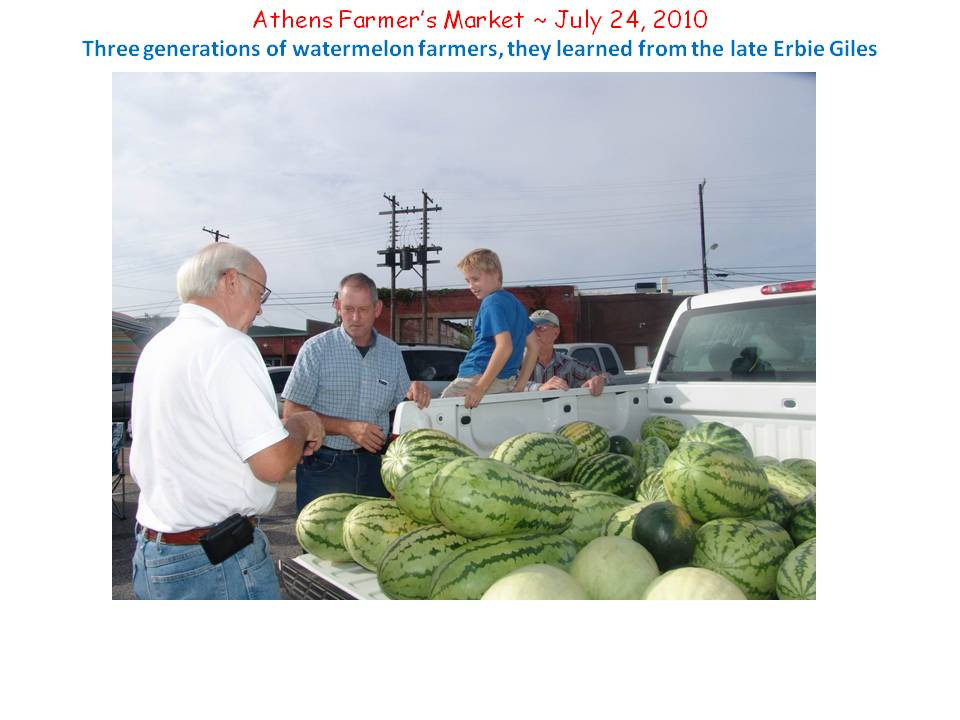 Athens Farmer's Market ~ July 24, 2010
Three generations of watermelon farmers, they learned from the late Erbie Giles